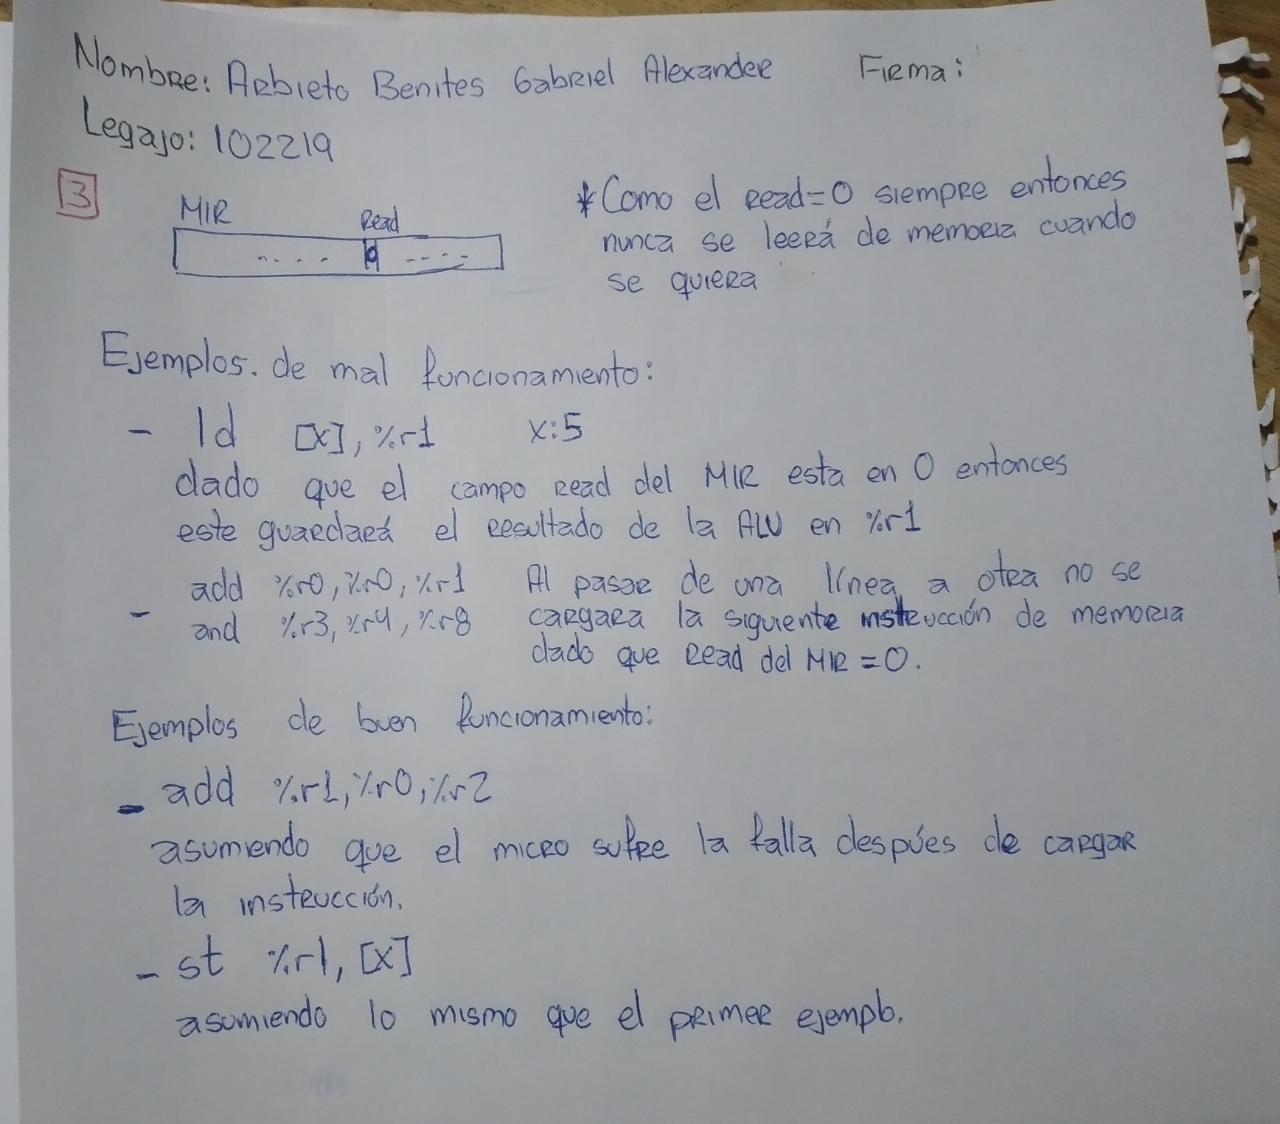 Nombre: Arbieto Benites Gabriel Alexander Firma:
Legajo: 102219
3
MIR Read
.... 0 ----
* Como el read=0 siempre entonces
nunca se leerá de memoria cuando
se quiera
Ejemplos. de mal funcionamiento:
- ld [x], %r1 x:5
dado que el campo read del MIR esta en 0 entonces
este guardará el resultado de la ALU en %r1
- add %r0, %r0, %r1
and %r3, %r4, %r8
Al pasar de una línea a otra no se
cargara la siguiente instrucción de memoria
dado que Read del MIR = 0.
Ejemplos de buen funcionamiento:
- add %r1, %r0, %r2
asumiendo que el micro sufre la falla despúes de cargar
la instrucción.
- st %r1, [x]
asumiendo lo mismo que el primer ejemplo.